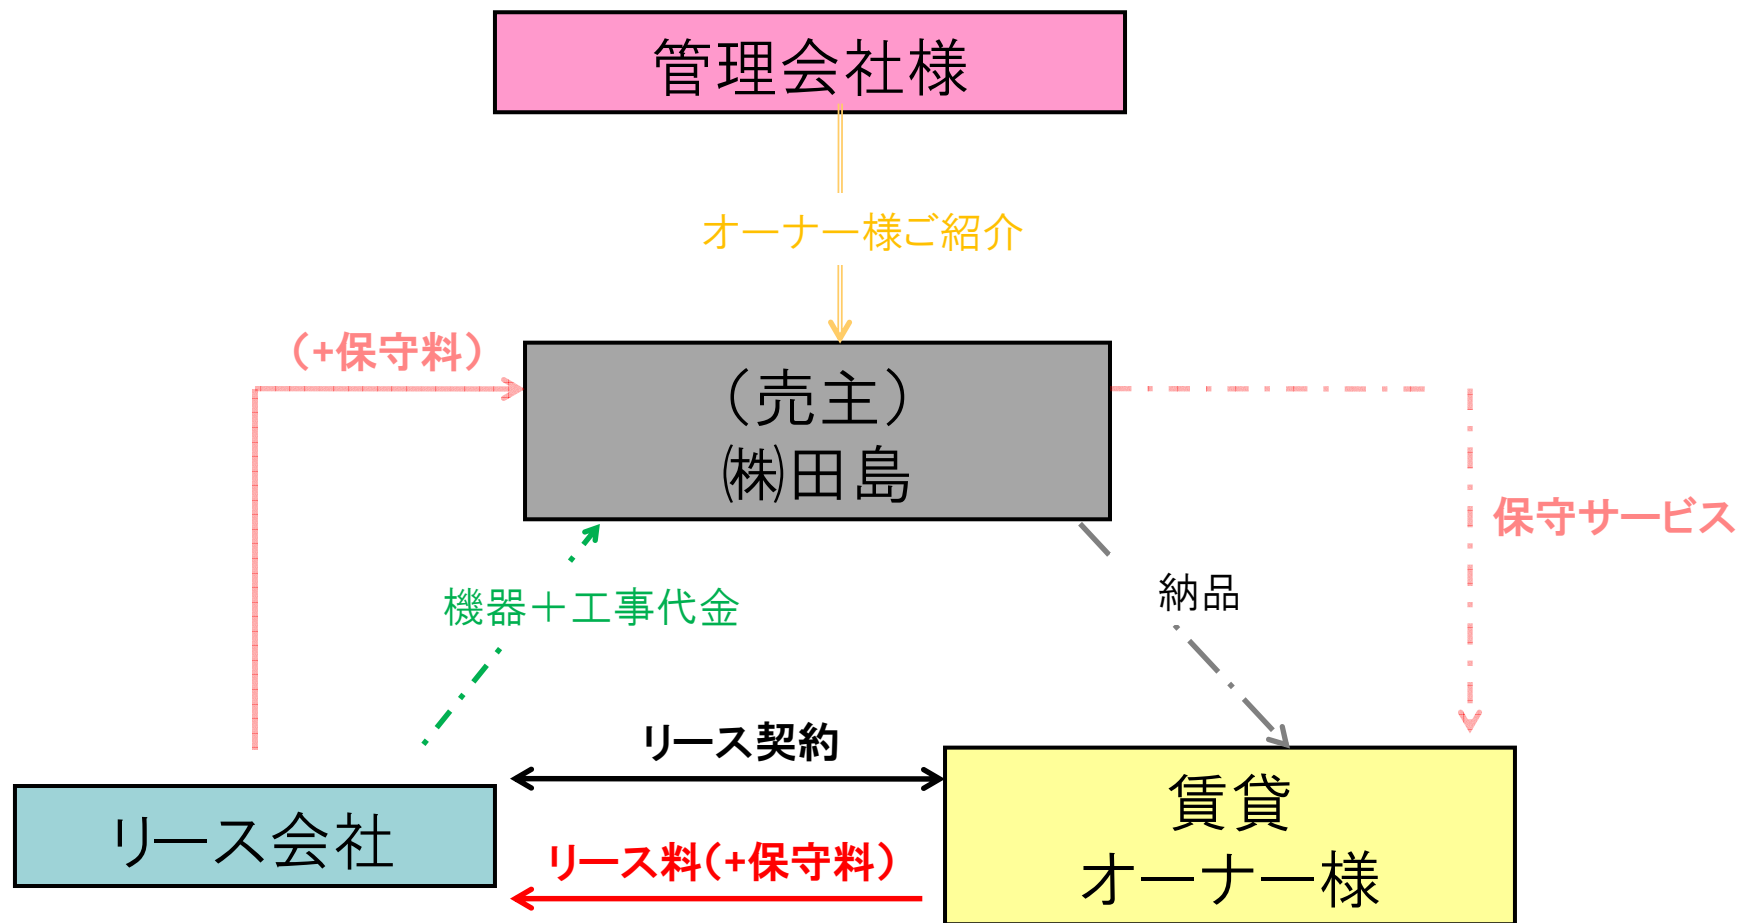 管理会社様
オーナー様ご紹介
（+保守料）
（売主）
㈱田島
保守サービス
機器＋工事代金
納品
リース契約
リース会社
賃貸
オーナー様
リース料（+保守料）